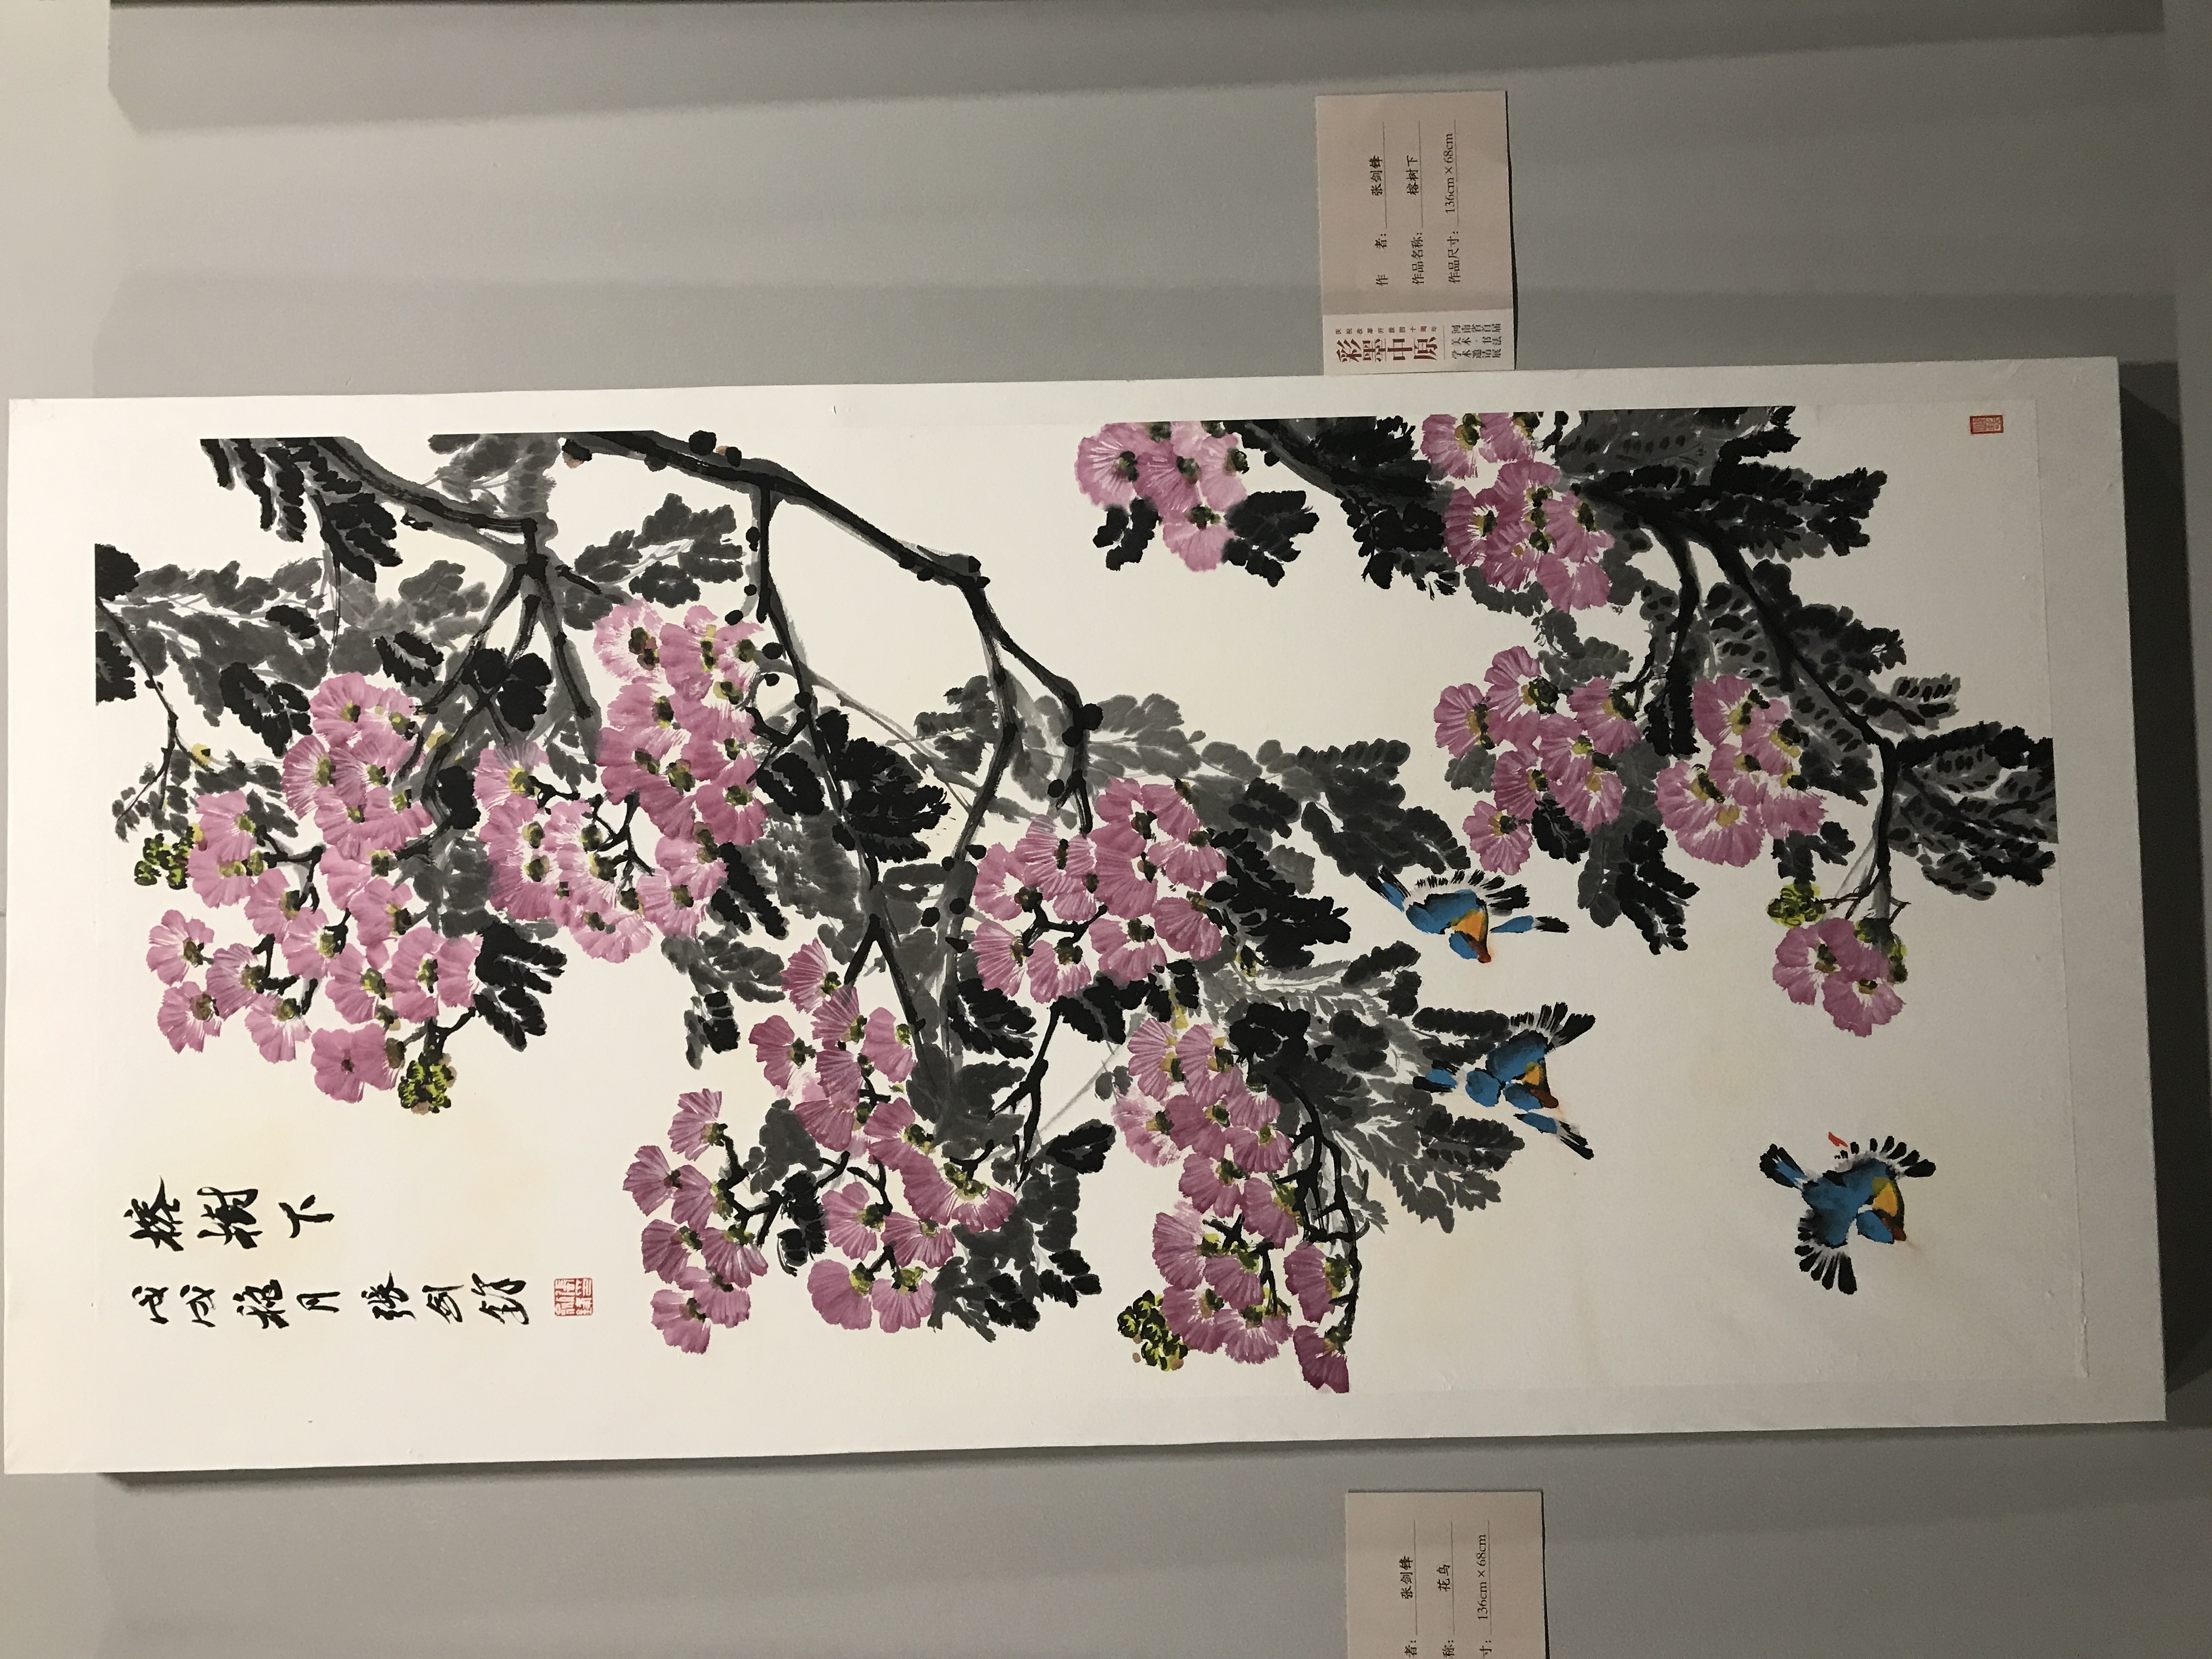 榕樹下
戊戌穐月張剑鋒
者: 张剑锋
称: 花鸟
寸: 136cm×68cm
庆祝改革开放四十周年
彩墨中原
河南省首届
美术·书法
学术邀请展
作 者: 张剑锋
作品名称: 榕树下
作品尺寸: 136cm×68cm